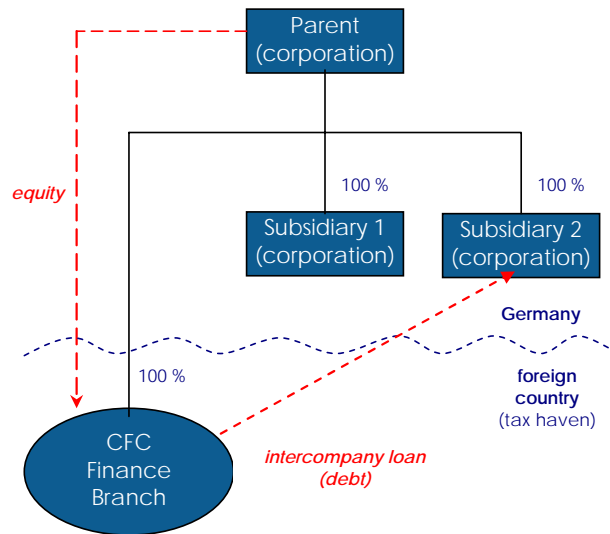 Parent
(corporation)
equity
100 %
100 %
Subsidiary 1
(corporation)
Subsidiary 2
(corporation)
Germany
100 %
foreign
country
(tax haven)
CFC
Finance
Branch
intercompany loan
(debt)